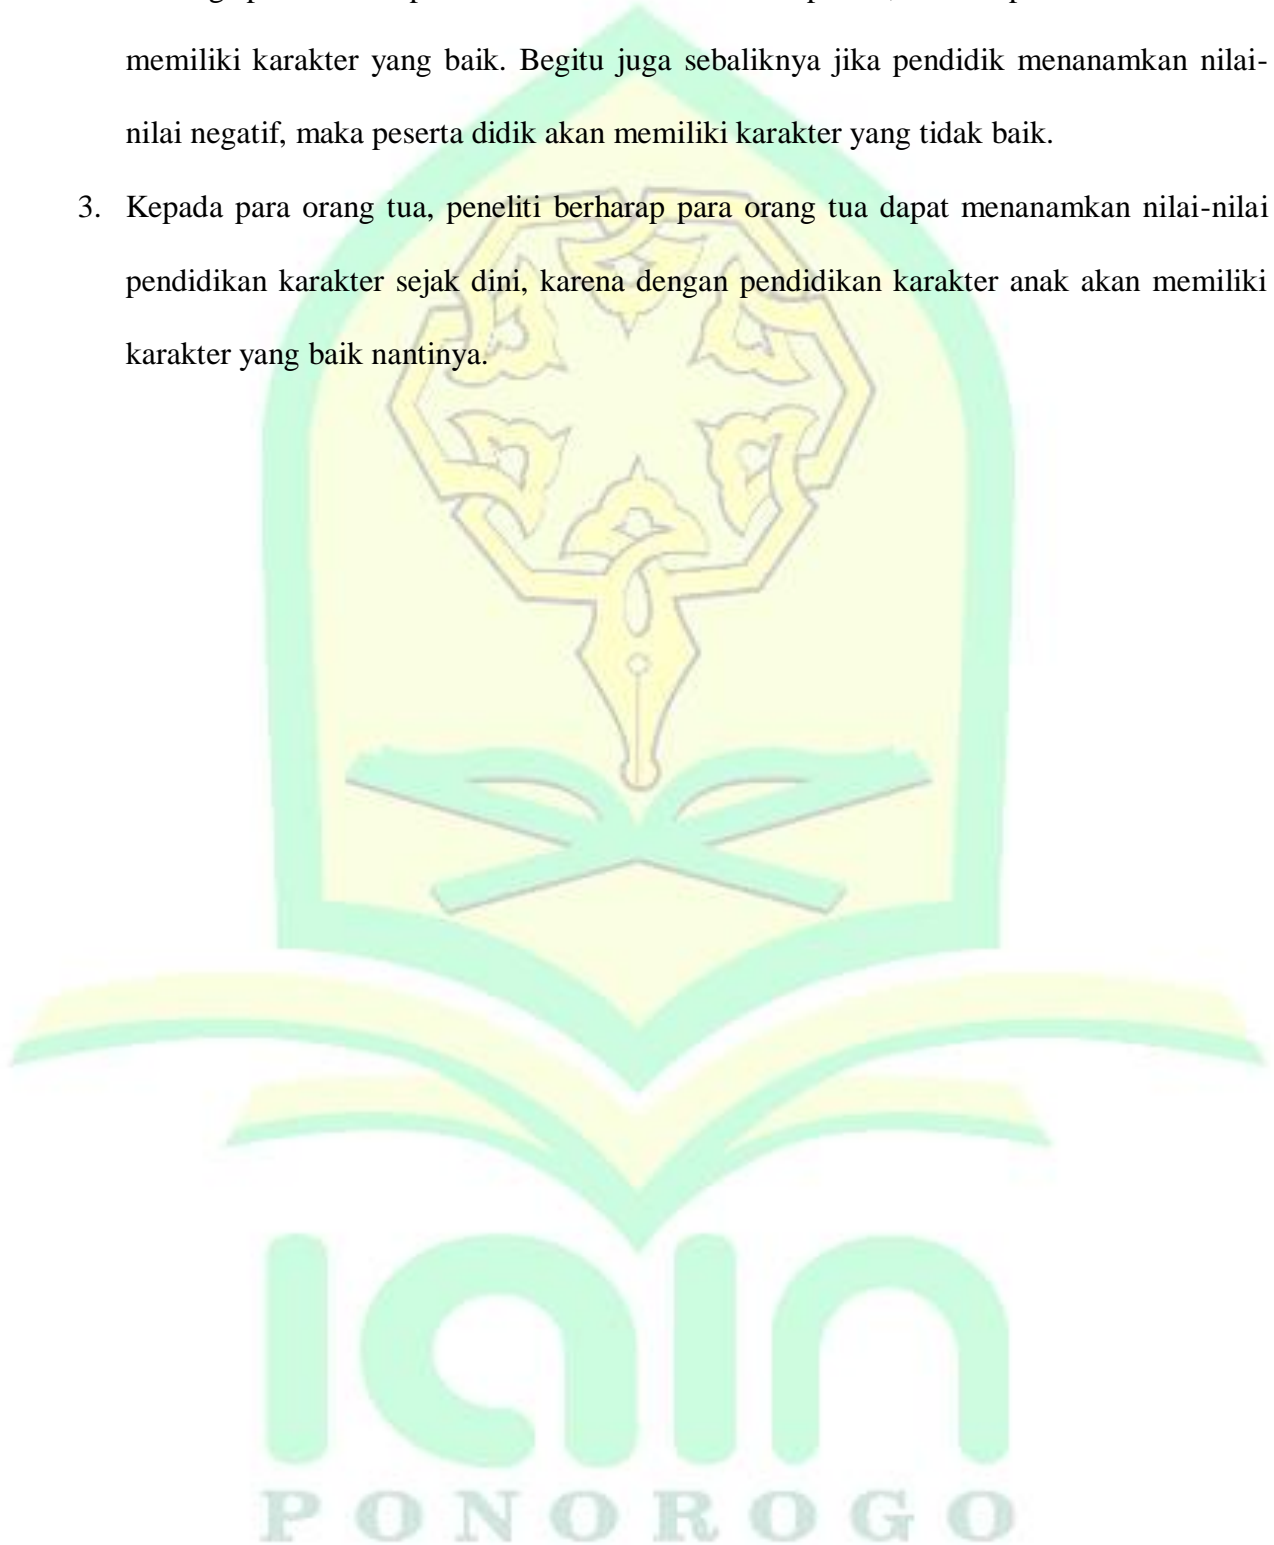 memiliki karakter yang baik. Begitu juga sebaliknya jika pendidik menanamkan nilai-
nilai negatif, maka peserta didik akan memiliki karakter yang tidak baik.
3. Kepada para orang tua, peneliti berharap para orang tua dapat menanamkan nilai-nilai
pendidikan karakter sejak dini, karena dengan pendidikan karakter anak akan memiliki
karakter yang baik nantinya.
iain
PONOROGO